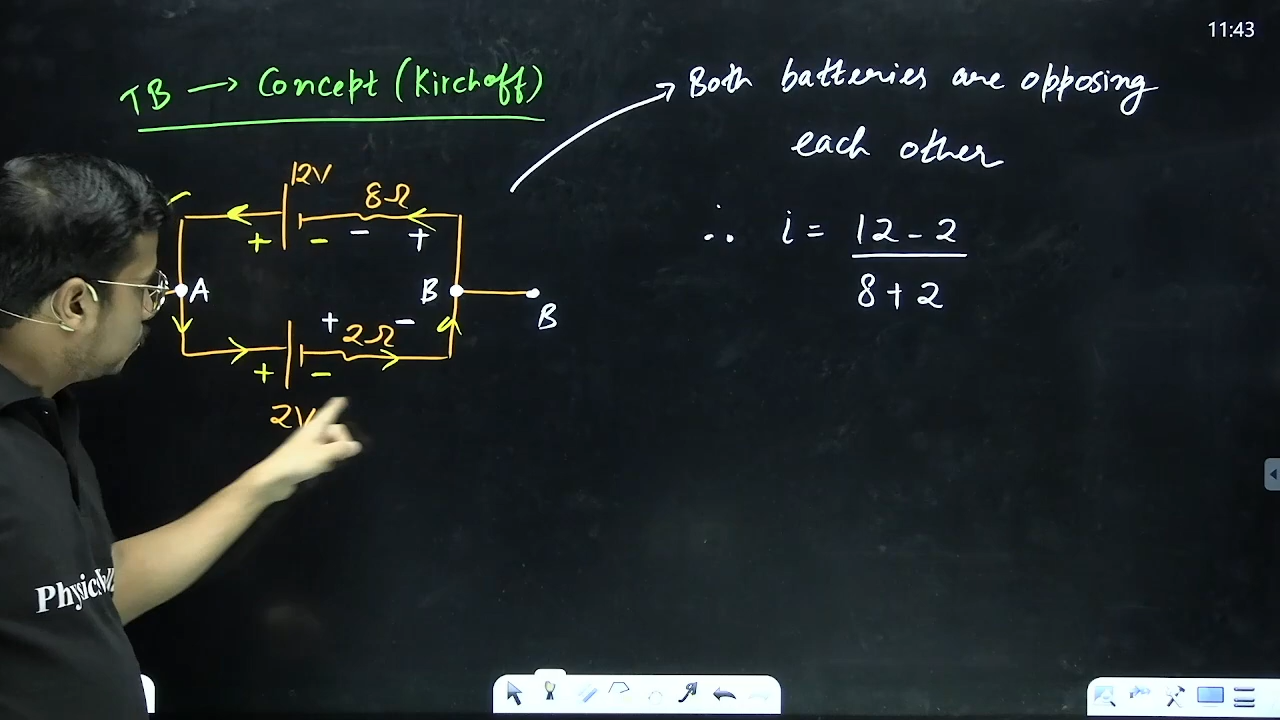 11:43
TB → Concept (Kirchoff)
→ Both batteries are opposing
each other
12V
8Ω
+ - - +
∴ i = 12 - 2
8 + 2
A
B
B
+ -
2Ω
+ -
2V